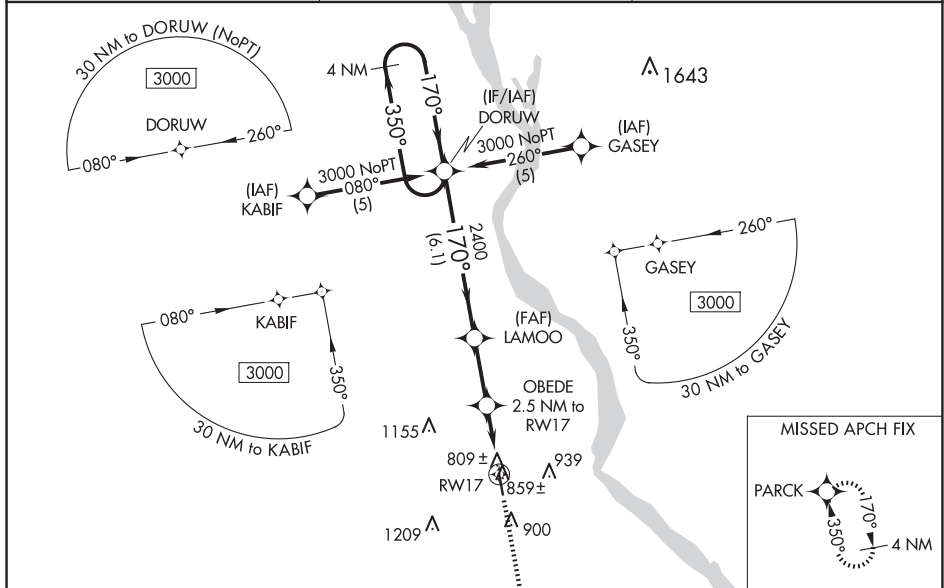 30 NM to DORUW (NoPT)
3000
DORUW
080°
260°
4 NM
350°
170°
(IF/IAF)
DORUW
1643
(IAF)
GASEY
3000 NoPT
260°
(5)
(IAF)
KABIF
3000 NoPT
080°
(5)
2400
170°
(6.1)
080°
KABIF
3000
350°
30 NM to KABIF
260°
GASEY
3000
350°
30 NM to GASEY
(FAF)
LAMOO
OBEDE
2.5 NM to
RW17
1155
809 ±
939
RW17
859±
1209
900
MISSED APCH FIX
PARCK
170°
350°
4 NM